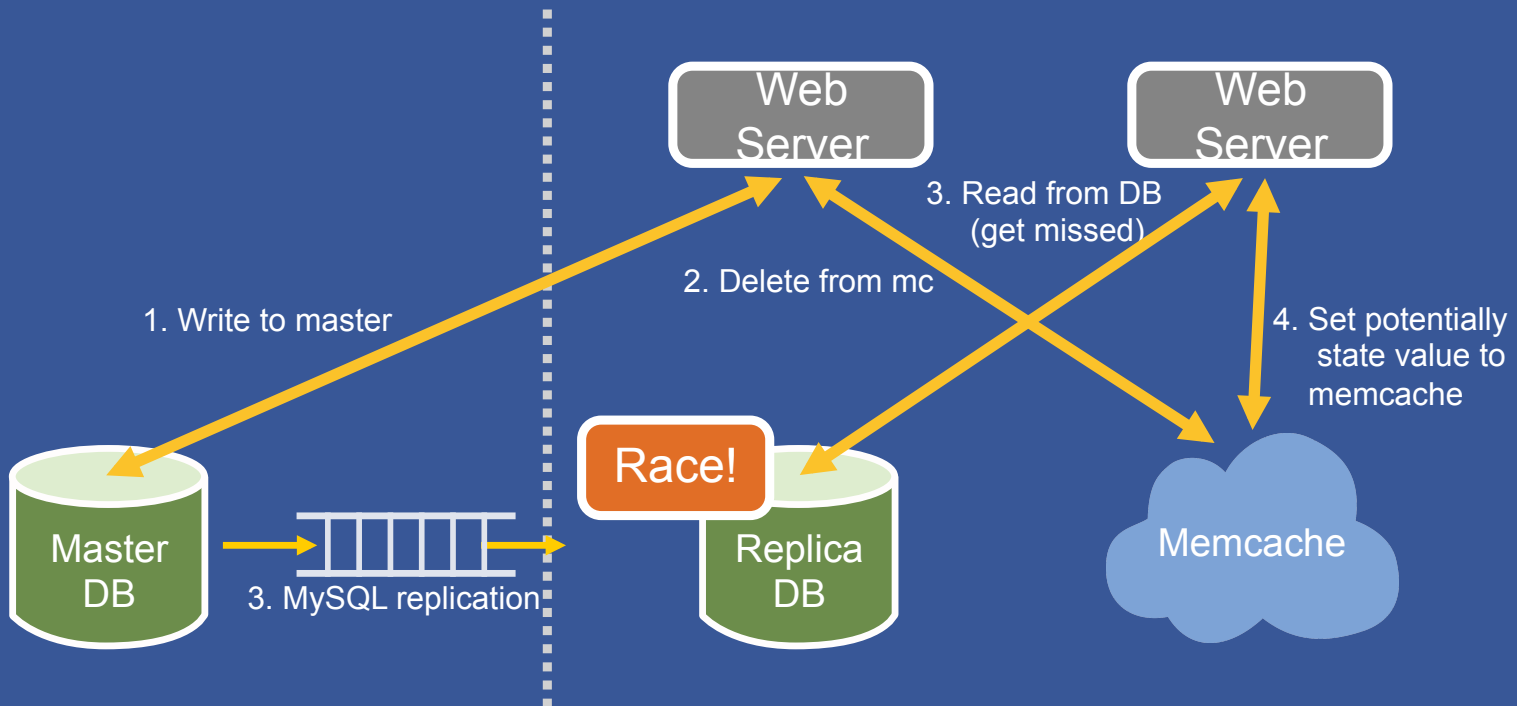 Web
Server
Web
Server
3. Read from DB
(get missed)
2. Delete from mc
1. Write to master
4. Set potentially
state value to
memcache
Race!
Master
DB
3. MySQL replication
Replica
DB
Memcache